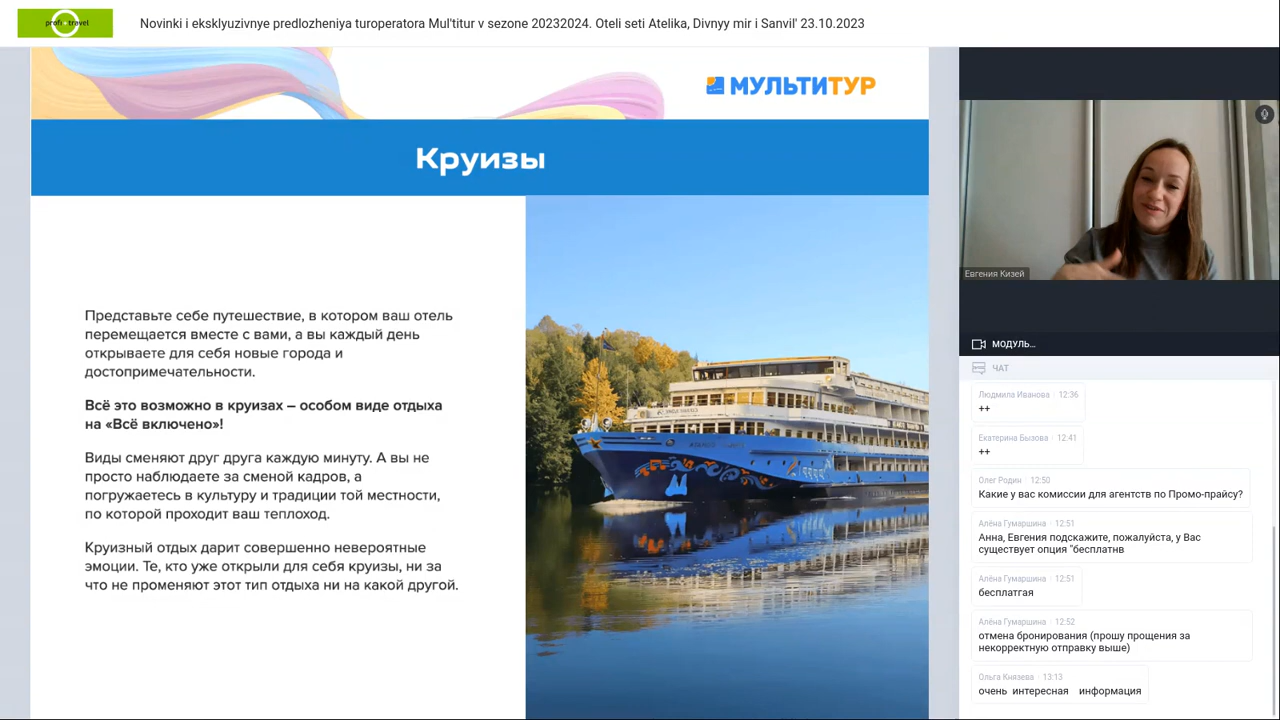 profi travel
Novinki i eksklyuzivnye predlozheniya turoperatora Mul'titur v sezone 20232024. Oteli seti Atelika, Divnyy mir i Sanvil' 23.10.2023
МУЛЬТИТУР
Круизы
Представьте себе путешествие, в котором ваш отель
перемещается вместе с вами, а вы каждый день
открываете для себя новые города и
достопримечательности.
Всё это возможно в круизах – особом виде отдыха
на «Всё включено»!
Виды сменяют друг друга каждую минуту. А вы не
просто наблюдаете за сменой кадров, а
погружаетесь в культуру и традиции той местности,
по которой проходит ваш теплоход.
Круизный отдых дарит совершенно невероятные
эмоции. Те, кто уже открыли для себя круизы, ни за
что не променяют этот тип отдыха ни на какой другой.
Евгения Кизей
МОДУЛЬ...
ЧАТ
Людмила Иванова · 12:36
++
Екатерина Бызова · 12:41
++
Олег Родин · 12:50
Какие у вас комиссии для агентств по Промо-прайсу?
Алёна Гумаршина · 12:51
Анна, Евгения подскажите, пожалуйста, у Вас
существует опция "бесплатнв
Алёна Гумаршина · 12:51
бесплатгая
Алёна Гумаршина · 12:52
отмена бронирования (прошу прощения за
некорректную отправку выше)
Ольга Князева · 13:13
очень интересная информация